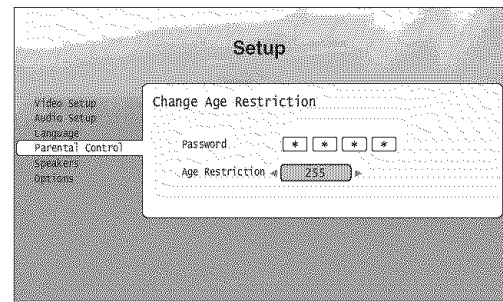 Setup
Change Age Restriction
Video Setup
Audio Setup
Language
Parental Control
Speakers
Options
Password * * * *
Age Restriction 255